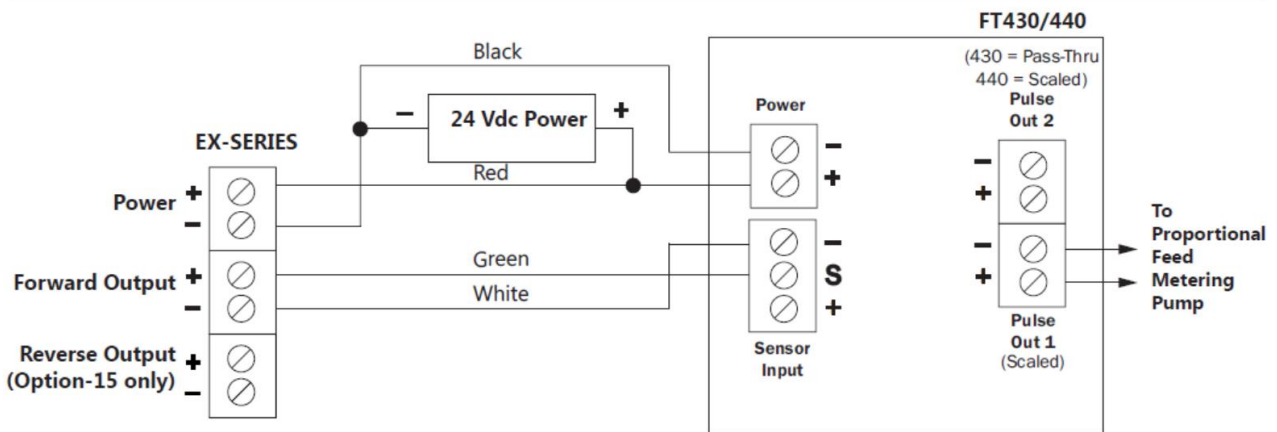 FT430/440
(430 = Pass-Thru
440 = Scaled)
Pulse
Out 2
Black
24 Vdc Power
− +
Power
− +
EX-SERIES
Red
Power + −
− +
Green
Forward Output + −
White
− S +
Sensor
Input
− +
Pulse
Out 1
(Scaled)
To
Proportional
Feed
Metering
Pump
Reverse Output
(Option-15 only)
+ −